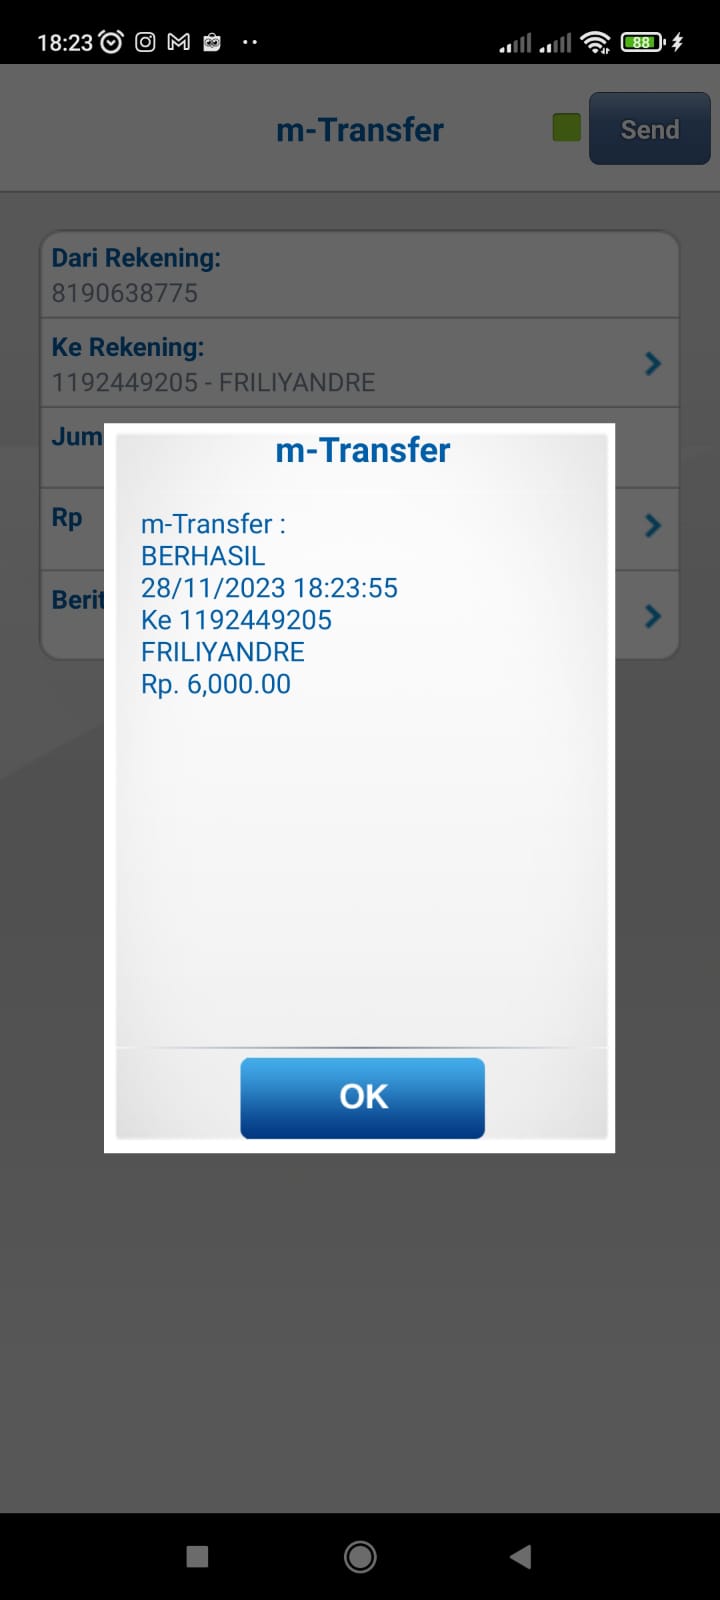 18:23
88
m-Transfer
Send
Dari Rekening:
8190638775
Ke Rekening:
1192449205 - FRILIYANDRE
Jum
Rp
Berit
m-Transfer
m-Transfer :
BERHASIL
28/11/2023 18:23:55
Ke 1192449205
FRILIYANDRE
Rp. 6,000.00
OK